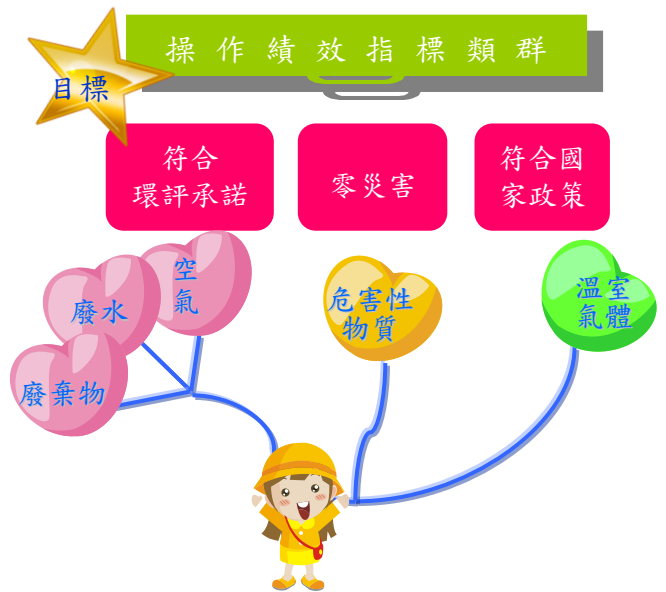 操作績效指標類群
目標
符合
環評承諾
零災害
符合國
家政策
空
氣
廢水
廢棄物
危害性
物質
溫室
氣體